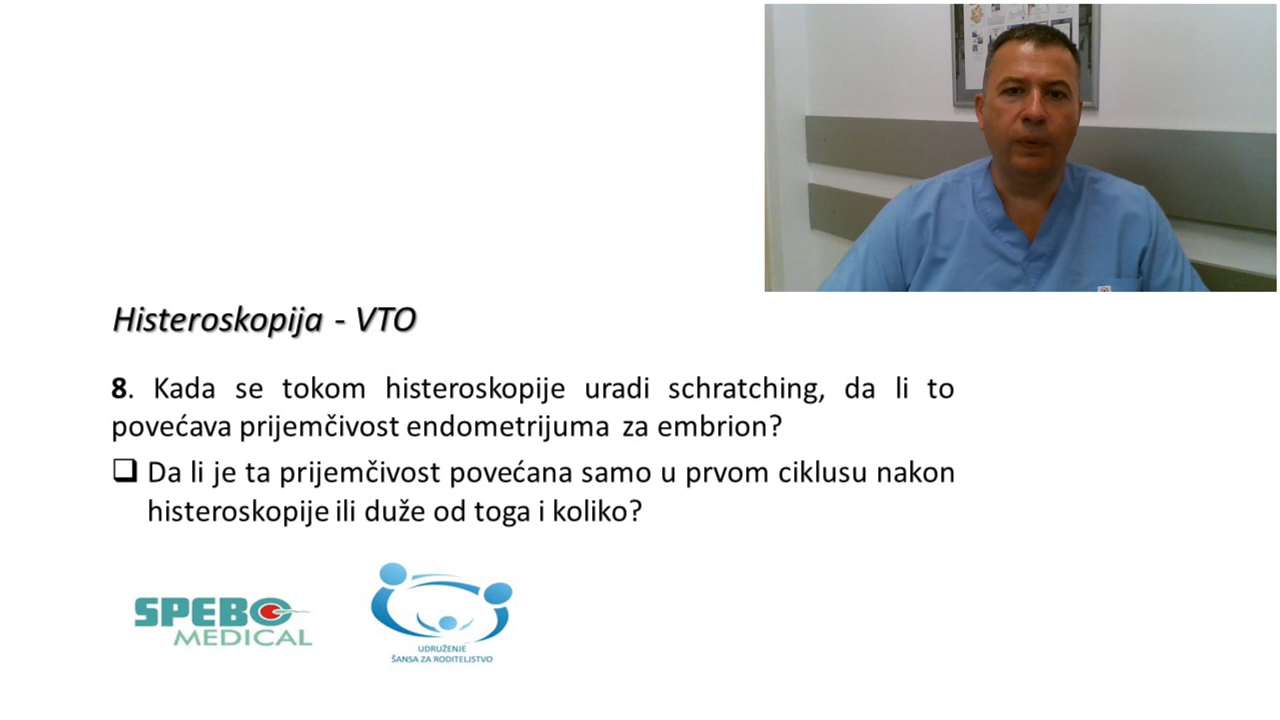 Histeroskopija - VTO
8. Kada se tokom histeroskopije uradi schratching, da li to
povećava prijemčivost endometrijuma za embrion?
Da li je ta prijemčivost povećana samo u prvom ciklusu nakon
histeroskopije ili duže od toga i koliko?
SPEBO
MEDICAL
UDRUŽENJE
ŠANSA ZA RODITELJSTVO